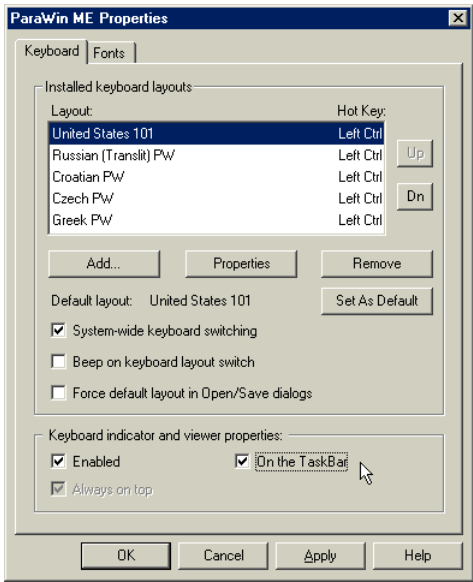 ParaWin ME Properties
Keyboard Fonts
Installed keyboard layouts
Layout: Hot Key:
United States 101 Left Ctrl
Russian (Translit) PW Left Ctrl
Croatian PW Left Ctrl
Czech PW Left Ctrl
Greek PW Left Ctrl
Up
Dn
Add... Properties Remove
Default layout: United States 101 Set As Default
System-wide keyboard switching
Beep on keyboard layout switch
Force default layout in Open/Save dialogs
Keyboard indicator and viewer properties:
Enabled On the TaskBar
Always on top
OK Cancel Apply Help